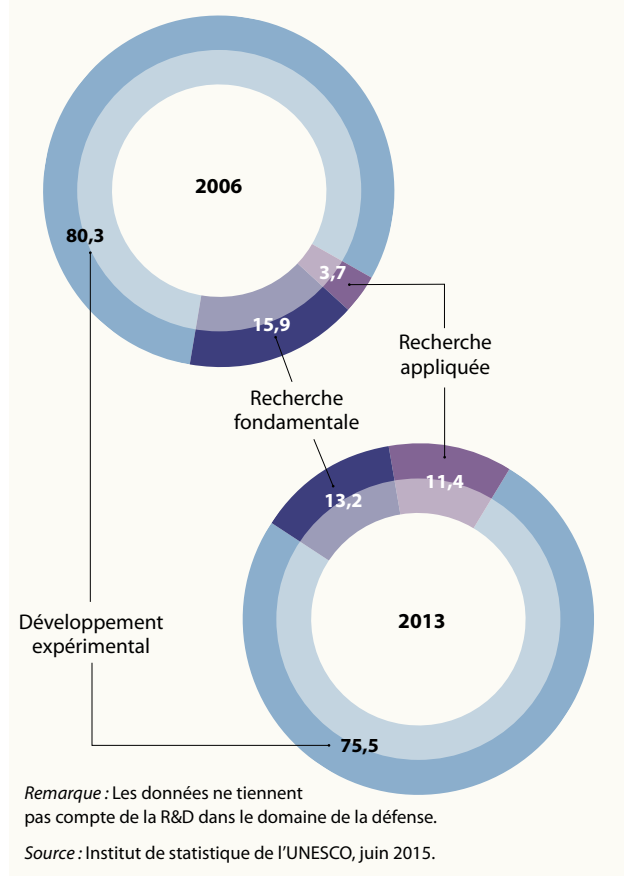 2006
80,3
3,7
15,9
Recherche
appliquée
Recherche
fondamentale
13,2
11,4
Développement
expérimental
2013
75,5
Remarque : Les données ne tiennent
pas compte de la R&D dans le domaine de la défense.
Source : Institut de statistique de l’UNESCO, juin 2015.